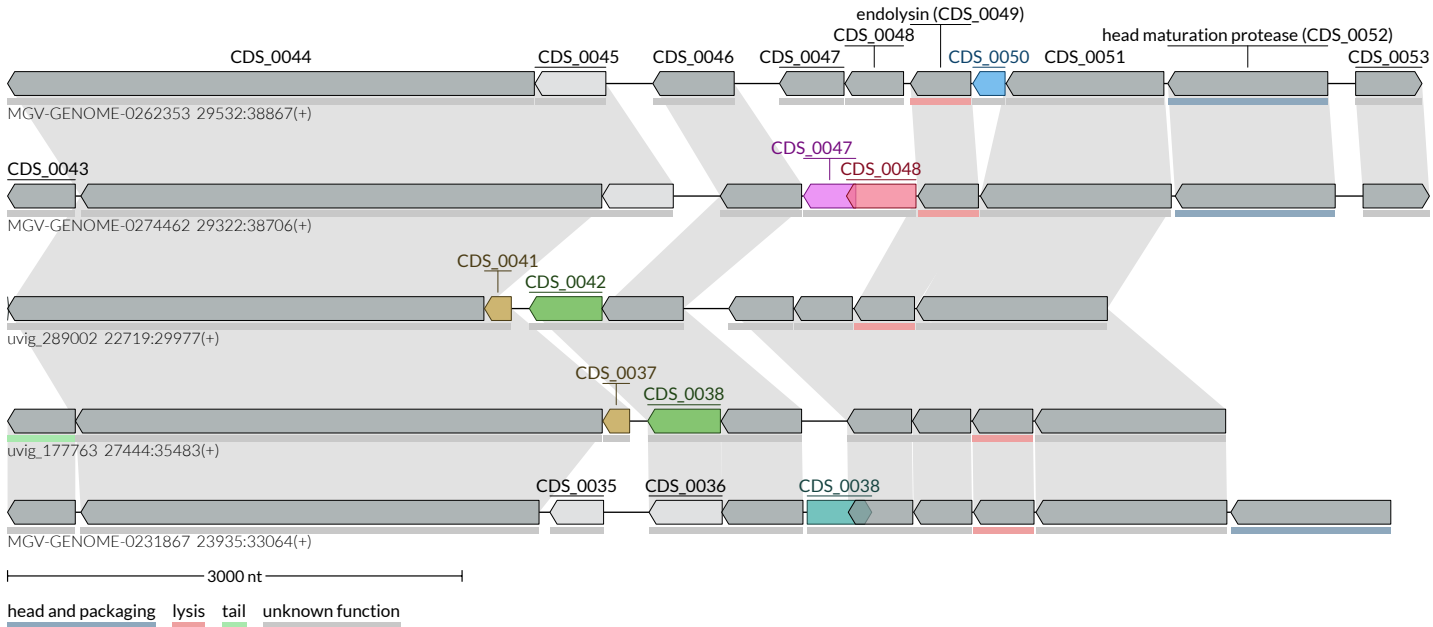 endolysin (CDS_0049)
CDS_0048
head maturation protease (CDS_0052)
CDS_0044
CDS_0045
CDS_0046
CDS_0047
CDS_0050
CDS_0051
CDS_0053
MGV-GENOME-0262353 29532:38867(+)
CDS_0047
CDS_0043
CDS_0048
MGV-GENOME-0274462 29322:38706(+)
CDS_0041
CDS_0042
uvig_289002 22719:29977(+)
CDS_0037
CDS_0038
uvig_177763 27444:35483(+)
CDS_0035
CDS_0036
CDS_0038
MGV-GENOME-0231867 23935:33064(+)
3000 nt
head and packaging
lysis
tail
unknown function